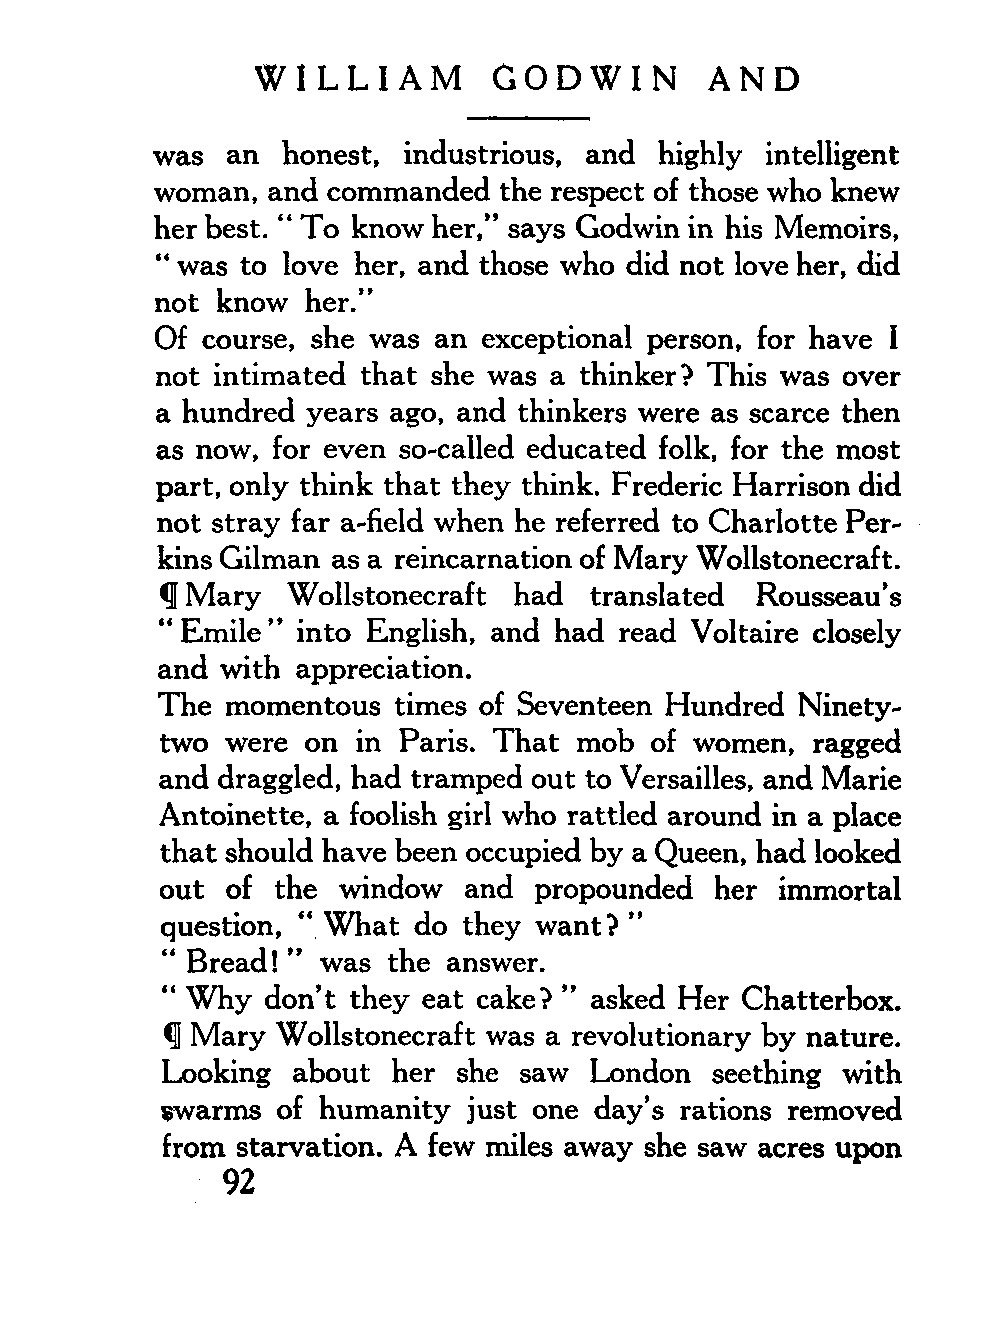 WILLIAM GODWIN AND
was an honest, industrious, and highly intelligent
woman, and commanded the respect of those who knew
her best. “ To know her,” says Godwin in his Memoirs,
“ was to love her, and those who did not love her, did
not know her.”
Of course, she was an exceptional person, for have I
not intimated that she was a thinker? This was over
a hundred years ago, and thinkers were as scarce then
as now, for even so-called educated folk, for the most
part, only think that they think. Frederic Harrison did
not stray far a-field when he referred to Charlotte Per-
kins Gilman as a reincarnation of Mary Wollstonecraft.
¶ Mary Wollstonecraft had translated Rousseau’s
“ Emile ” into English, and had read Voltaire closely
and with appreciation.
The momentous times of Seventeen Hundred Ninety-
two were on in Paris. That mob of women, ragged
and draggled, had tramped out to Versailles, and Marie
Antoinette, a foolish girl who rattled around in a place
that should have been occupied by a Queen, had looked
out of the window and propounded her immortal
question, “ What do they want? ”
“ Bread! ” was the answer.
“ Why don’t they eat cake? ” asked Her Chatterbox.
¶ Mary Wollstonecraft was a revolutionary by nature.
Looking about her she saw London seething with
swarms of humanity just one day’s rations removed
from starvation. A few miles away she saw acres upon
92